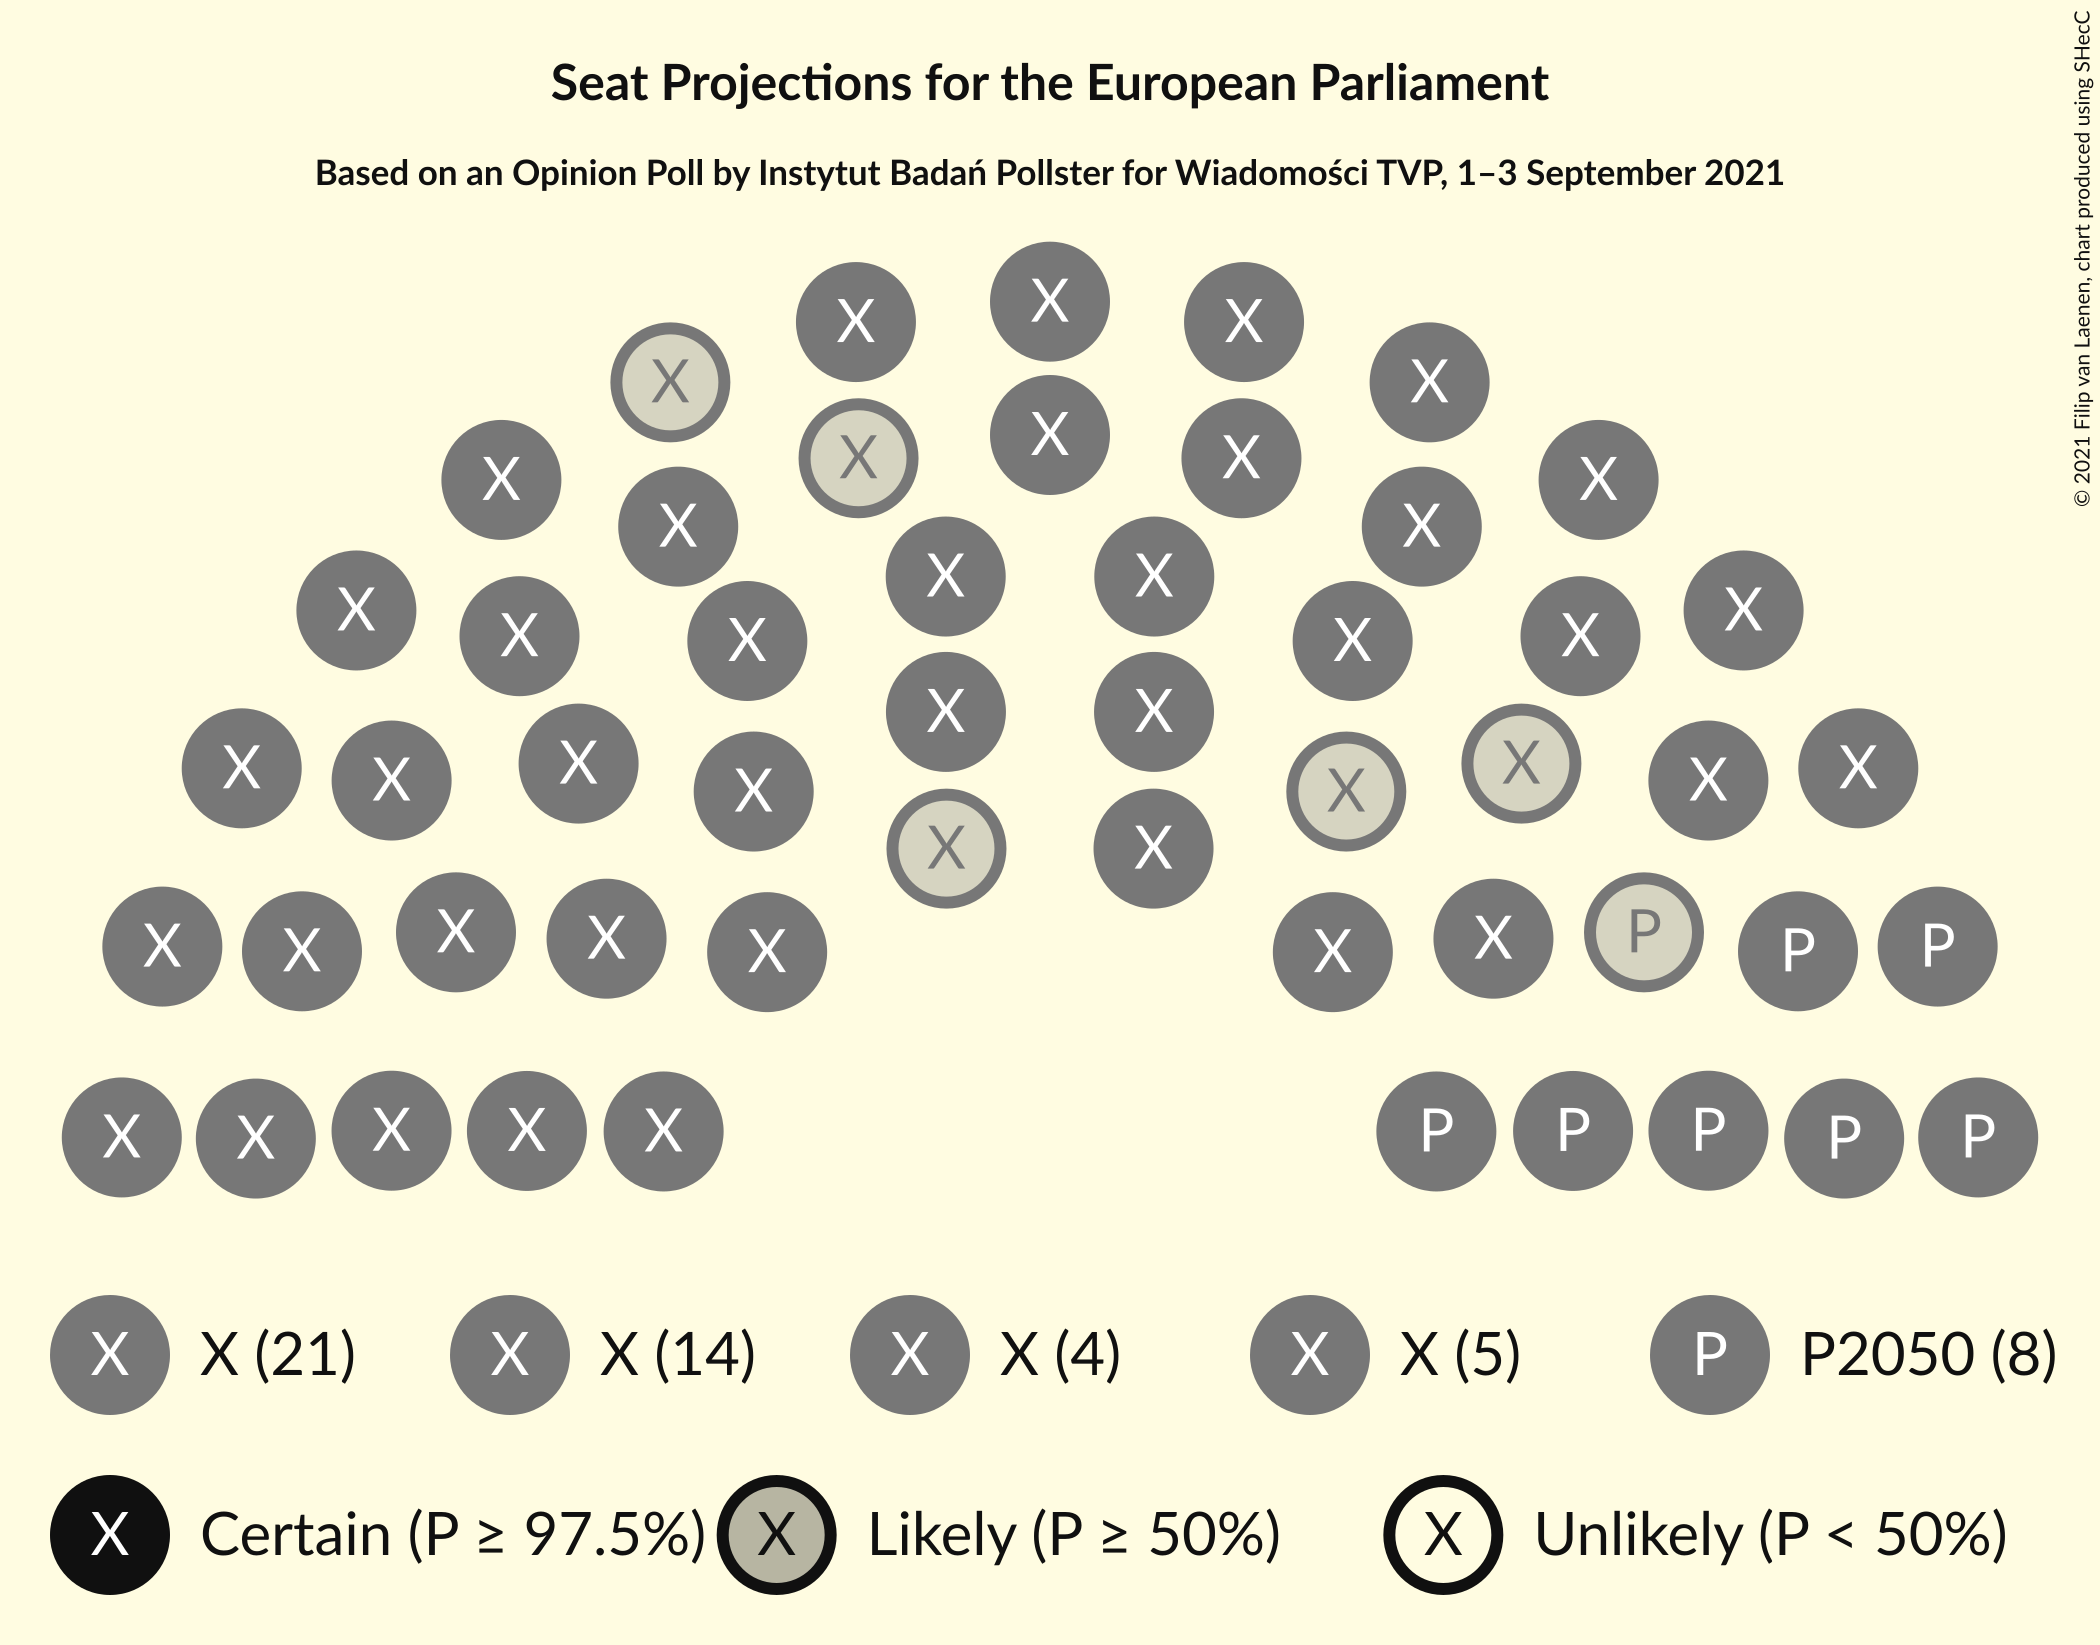 Seat Projections for the European Parliament
Based on an Opinion Poll by Instytut Badań Pollster for Wiadomości TVP, 1–3 September 2021
© 2021 Filip van Laenen, chart produced using SHecC
X
X X
X X
X
X X
X X
X X
X X
X X
X X
X X
X X
X X
X X
X X
X X X X
X X
X X
X X
X X X P
X X
P P
X X X X P P P
X X P P
X X (21) X X (14) X X (4) X X (5) P P2050 (8)
X Certain (P ≥ 97.5%) X Likely (P ≥ 50%) X Unlikely (P < 50%)